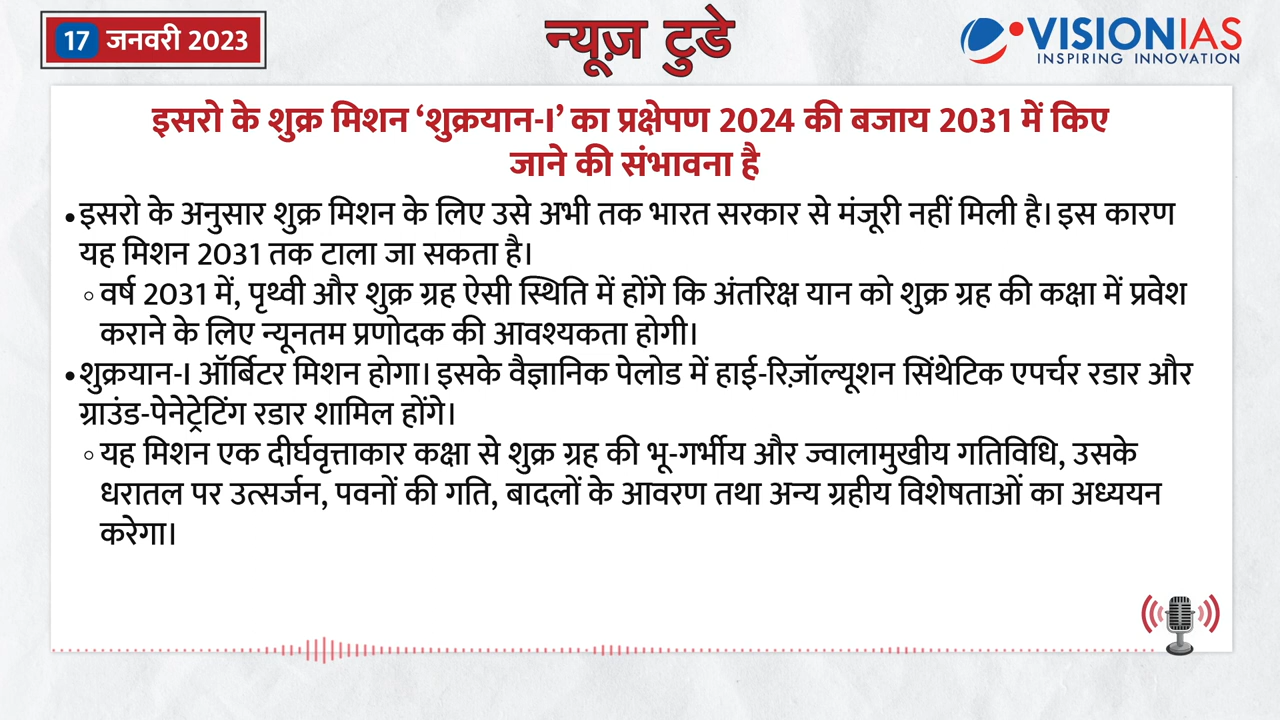 17 जनवरी 2023
न्यूज़ टुडे
VISIONIAS
INSPIRING INNOVATION
इसरो के शुक्र मिशन ‘शुक्रयान-I’ का प्रक्षेपण 2024 की बजाय 2031 में किए
जाने की संभावना है
•इसरो के अनुसार शुक्र मिशन के लिए उसे अभी तक भारत सरकार से मंजूरी नहीं मिली है। इस कारण
यह मिशन 2031 तक टाला जा सकता है।
◦वर्ष 2031 में, पृथ्वी और शुक्र ग्रह ऐसी स्थिति में होंगे कि अंतरिक्ष यान को शुक्र ग्रह की कक्षा में प्रवेश
कराने के लिए न्यूनतम प्रणोदक की आवश्यकता होगी।
•शुक्रयान-I ऑर्बिटर मिशन होगा। इसके वैज्ञानिक पेलोड में हाई-रिज़ॉल्यूशन सिंथेटिक एपर्चर रडार और
ग्राउंड-पेनेट्रेटिंग रडार शामिल होंगे।
◦यह मिशन एक दीर्घवृत्ताकार कक्षा से शुक्र ग्रह की भू-गर्भीय और ज्वालामुखीय गतिविधि, उसके
धरातल पर उत्सर्जन, पवनों की गति, बादलों के आवरण तथा अन्य ग्रहीय विशेषताओं का अध्ययन
करेगा।